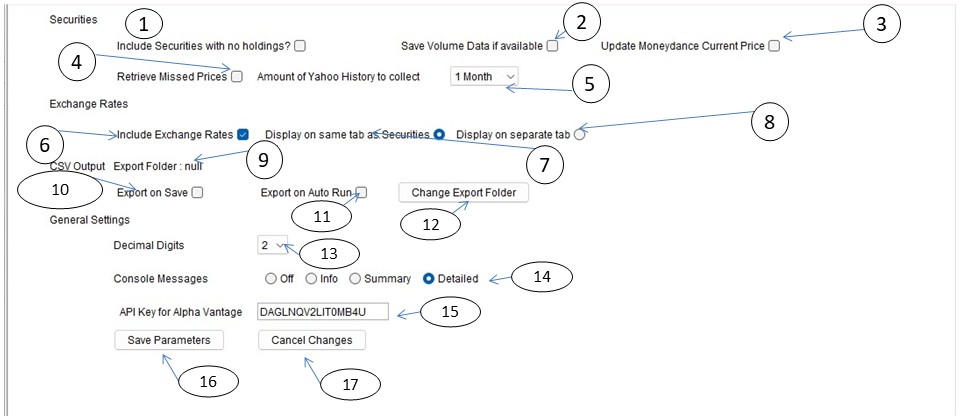 Securities
1
2
3
Include Securities with no holdings?
Save Volume Data if available
Update Moneydance Current Price
4
Retrieve Missed Prices
Amount of Yahoo History to collect
1 Month
5
Exchange Rates
6
Include Exchange Rates
Display on same tab as Securities
Display on separate tab
8
7
9
CSV Output
Export Folder : null
10
Export on Save
Export on Auto Run
Change Export Folder
11
12
General Settings
Decimal Digits
2
13
Console Messages
Off
Info
Summary
Detailed
14
API Key for Alpha Vantage
DAGLNQV2LIT0MB4U
15
Save Parameters
Cancel Changes
16
17